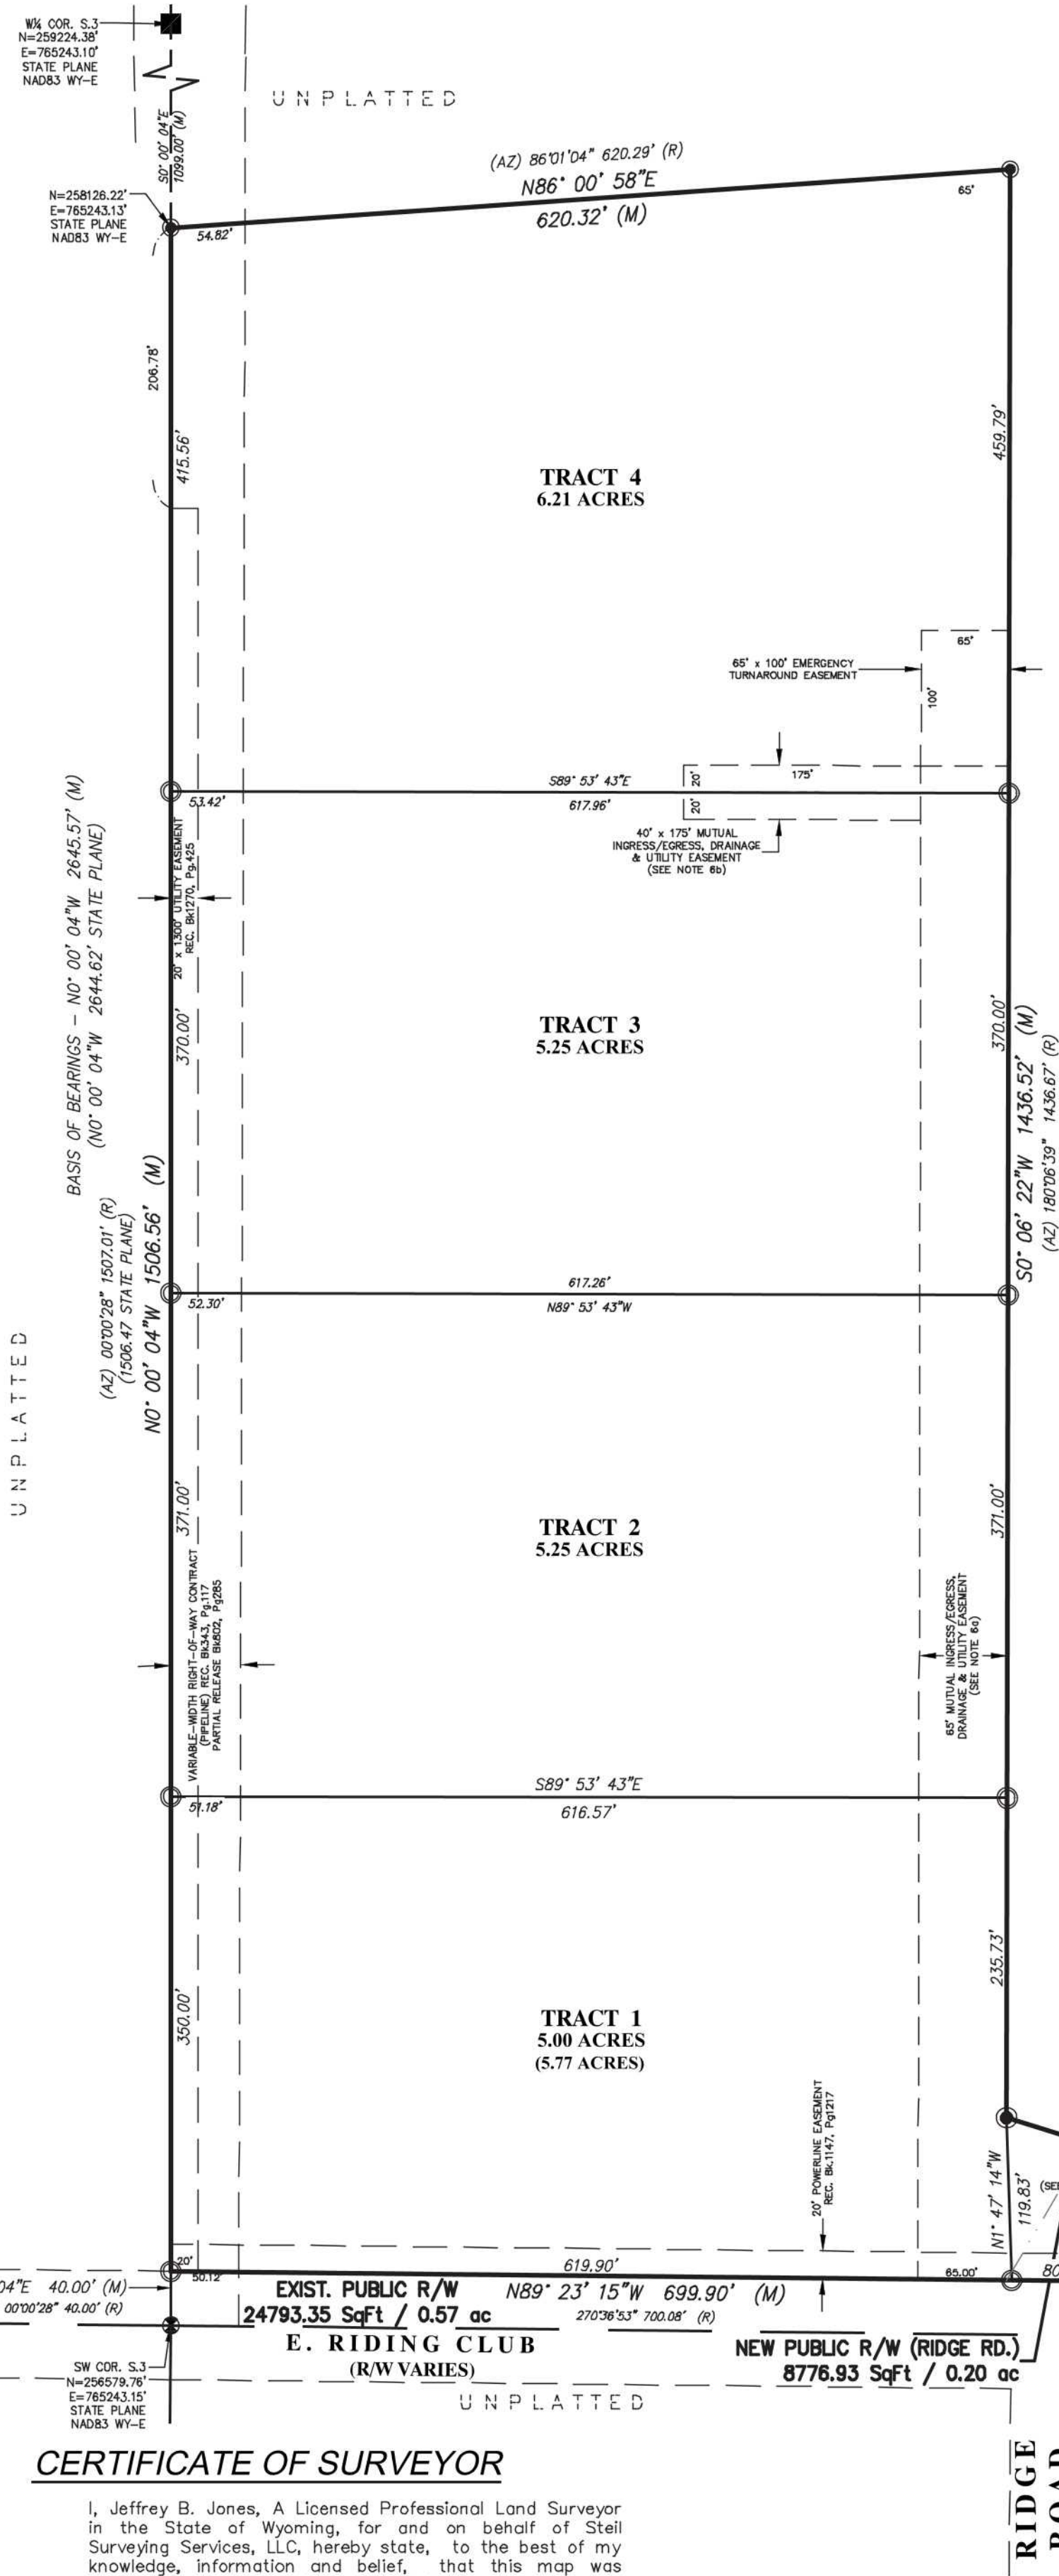 W¼ COR. S.3
N=259224.38'
E=765243.10'
STATE PLANE
NAD83 WY-E
UNPLATTED
S0° 00' 04"E
1099.00' (M)
(AZ) 86°01'04" 620.29' (R)
N86° 00' 58"E
620.32' (M)
65'
N=258126.22'
E=765243.13'
STATE PLANE
NAD83 WY-E
54.82'
206.78'
415.56'
459.79'
TRACT 4
6.21 ACRES
65'
65' x 100' EMERGENCY
TURNAROUND EASEMENT
100'
S89° 53' 43"E
617.96'
20'
20'
175'
53.42'
40' x 175' MUTUAL
INGRESS/EGRESS, DRAINAGE
& UTILITY EASEMENT
(SEE NOTE 6b)
20' x 1300' UTILITY EASEMENT
REC. Bk1270, Pg.425
BASIS OF BEARINGS - N0° 00' 04"W 2645.57' (M)
(N0° 00' 04"W 2644.62' STATE PLANE)
370.00'
TRACT 3
5.25 ACRES
370.00'
S0° 06' 22"W 1436.52' (M)
(AZ) 180°06'39" 1436.67' (R)
(AZ) 00°00'28" 1507.01' (R)
(1506.47 STATE PLANE)
N0° 00' 04"W 1506.56' (M)
617.26'
N89° 53' 43"W
52.30'
UNPLATTED
371.00'
TRACT 2
5.25 ACRES
371.00'
VARIABLE-WIDTH RIGHT-OF-WAY CONTRACT
(PIPELINE) REC. Bk343, Pg.117
PARTIAL RELEASE Bk802, Pg285
65' MUTUAL INGRESS/EGRESS,
DRAINAGE & UTILITY EASEMENT
(SEE NOTE 6a)
S89° 53' 43"E
616.57'
51.18'
235.73'
350.00'
TRACT 1
5.00 ACRES
(5.77 ACRES)
20' POWERLINE EASEMENT
REC. Bk.1147, Pg1217
N1° 47' 14"W
119.83'
(SEE
20'
50.12'
619.90'
65.00'
80
04"E 40.00' (M)
00°00'28" 40.00' (R)
EXIST. PUBLIC R/W
24793.35 SqFt / 0.57 ac
N89° 23' 15"W 699.90' (M)
270°36'53" 700.08' (R)
E. RIDING CLUB
(R/W VARIES)
NEW PUBLIC R/W (RIDGE RD.)
8776.93 SqFt / 0.20 ac
SW COR. S.3
N=256579.76'
E=765243.15'
STATE PLANE
NAD83 WY-E
UNPLATTED
RIDGE
ROAD
CERTIFICATE OF SURVEYOR
I, Jeffrey B. Jones, A Licensed Professional Land Surveyor
in the State of Wyoming, for and on behalf of Steil
Surveying Services, LLC, hereby state, to the best of my
knowledge, information and belief, that this map was